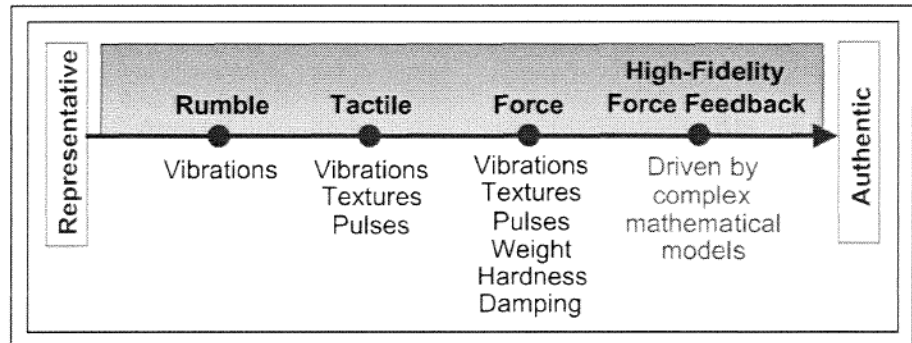 Representative
Rumble
Vibrations
Tactile
Vibrations
Textures
Pulses
Force
Vibrations
Textures
Pulses
Weight
Hardness
Damping
High-Fidelity
Force Feedback
Driven by
complex
mathematical
models
Authentic